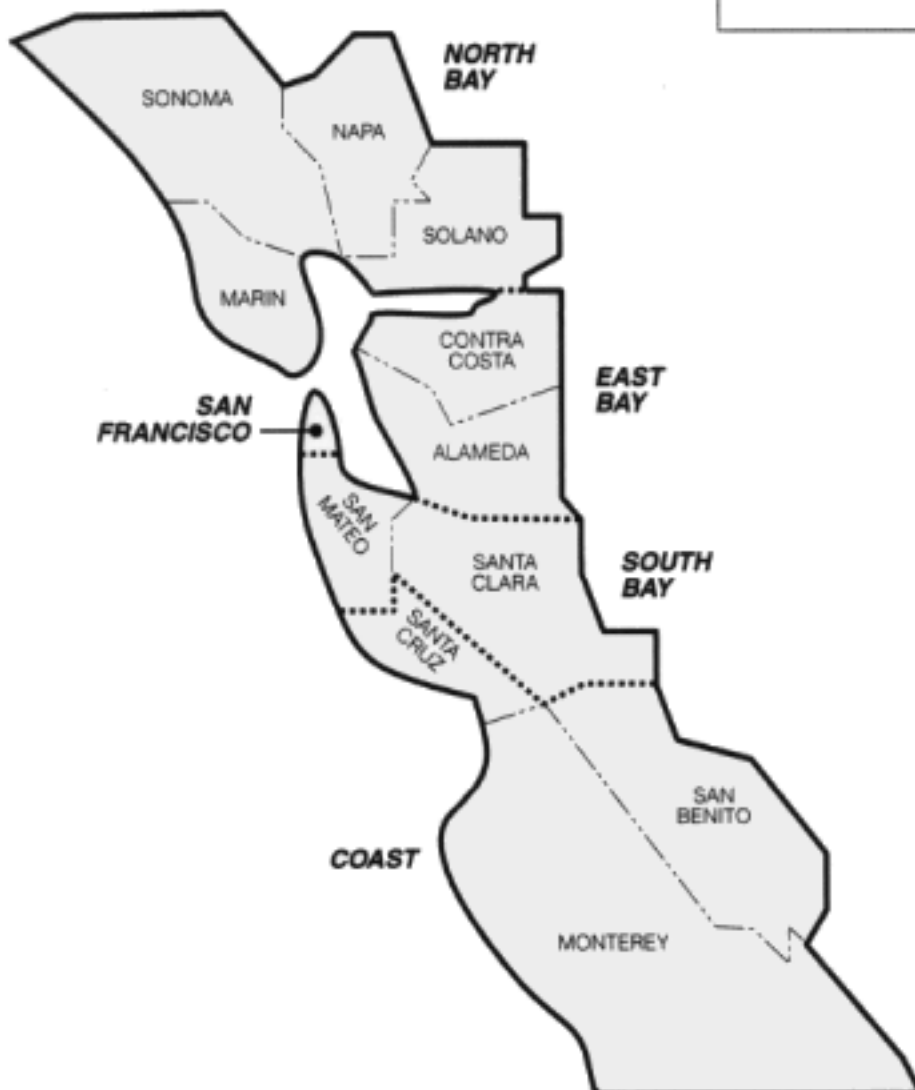 NORTH
BAY
SONOMA
NAPA
SOLANO
MARIN
CONTRA
COSTA
EAST
BAY
SAN
FRANCISCO
ALAMEDA
SAN
MATEO
SANTA
CLARA
SOUTH
BAY
SANTA
CRUZ
SAN
BENITO
COAST
MONTEREY